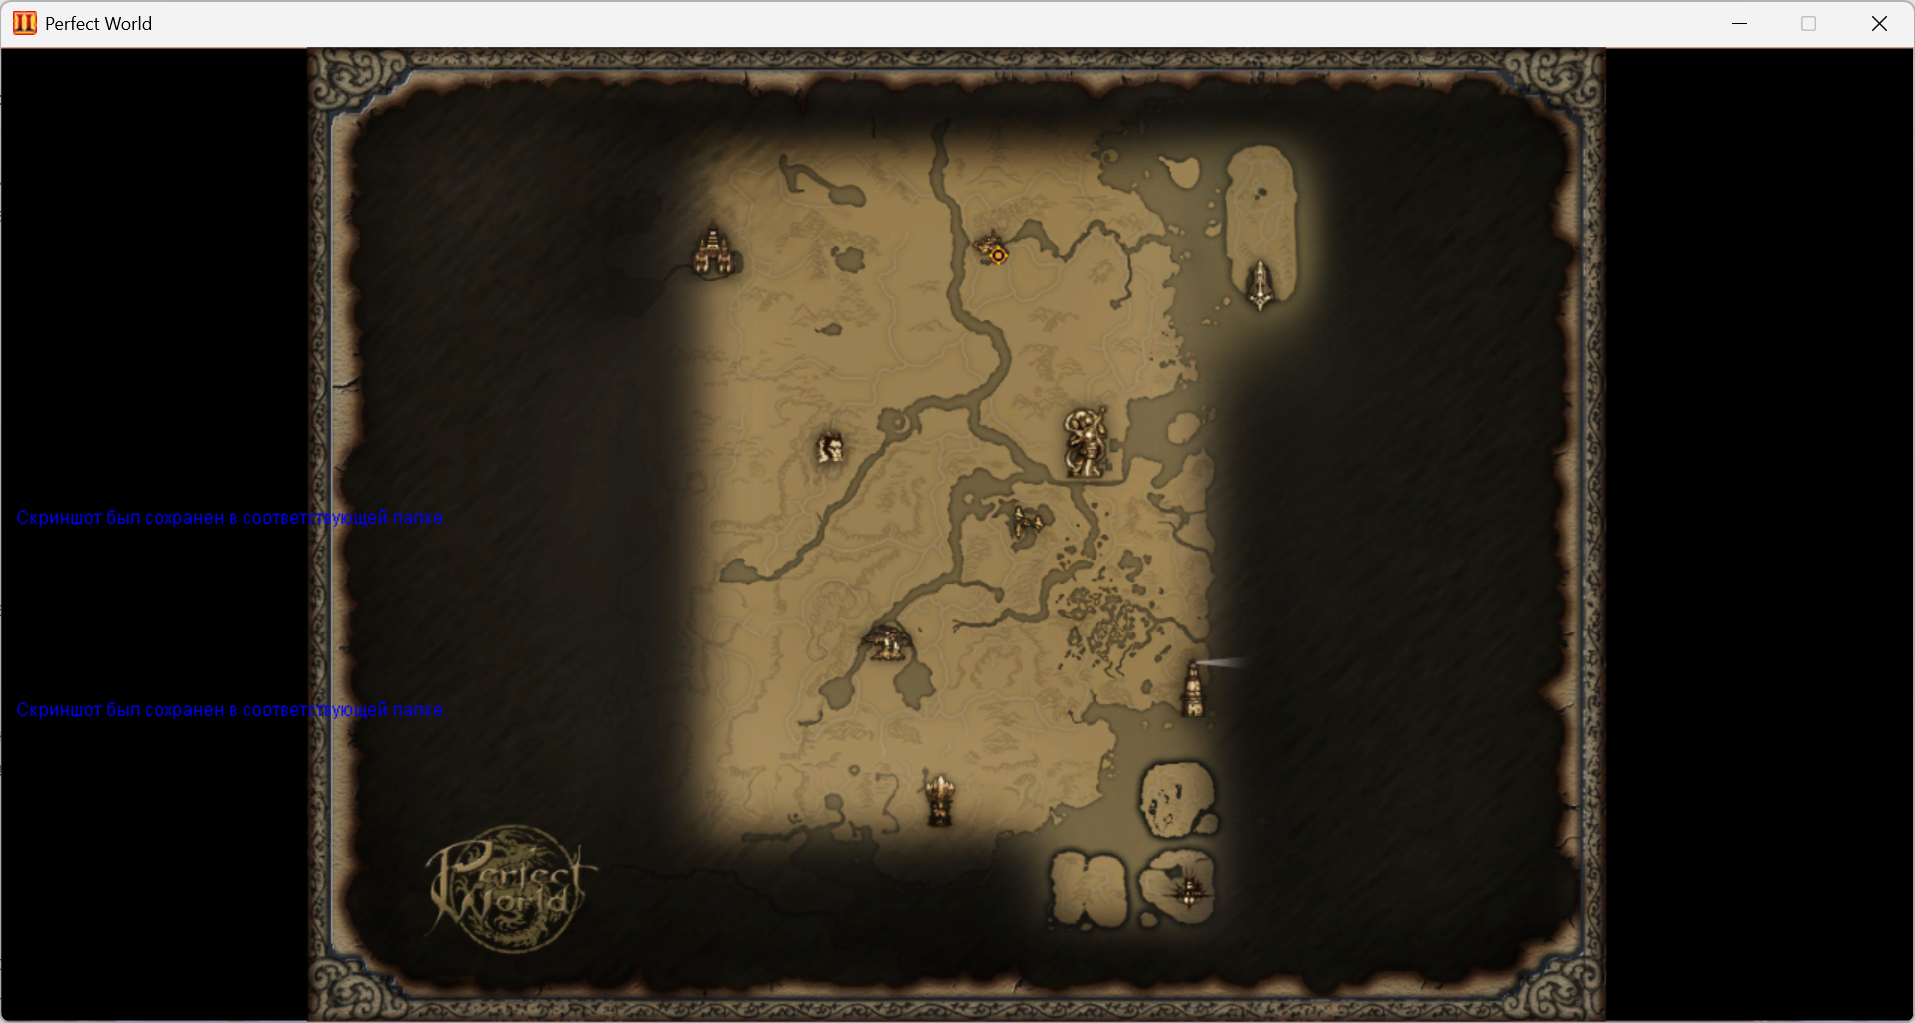 Perfect World
Скриншот был сохранен в соответствующей папке.
Скриншот был сохранен в соответствующей папке.
Perfect
World